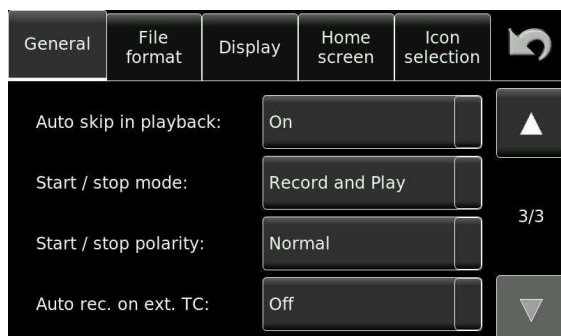 General
File
format
Display
Home
screen
Icon
selection
Auto skip in playback: On
Start / stop mode: Record and Play
3/3
Start / stop polarity: Normal
Auto rec. on ext. TC: Off